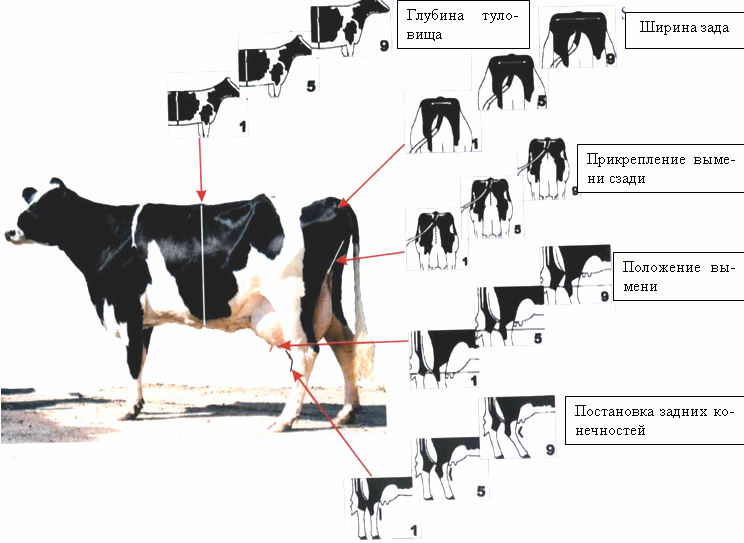 Глубина туло-
вища
1
5
9
Ширина зада
1
5
9
Прикрепление выме-
ни сзади
1
5
9
Положение вы-
мени
1
5
9
Постановка задних ко-
нечностей
1
5
9